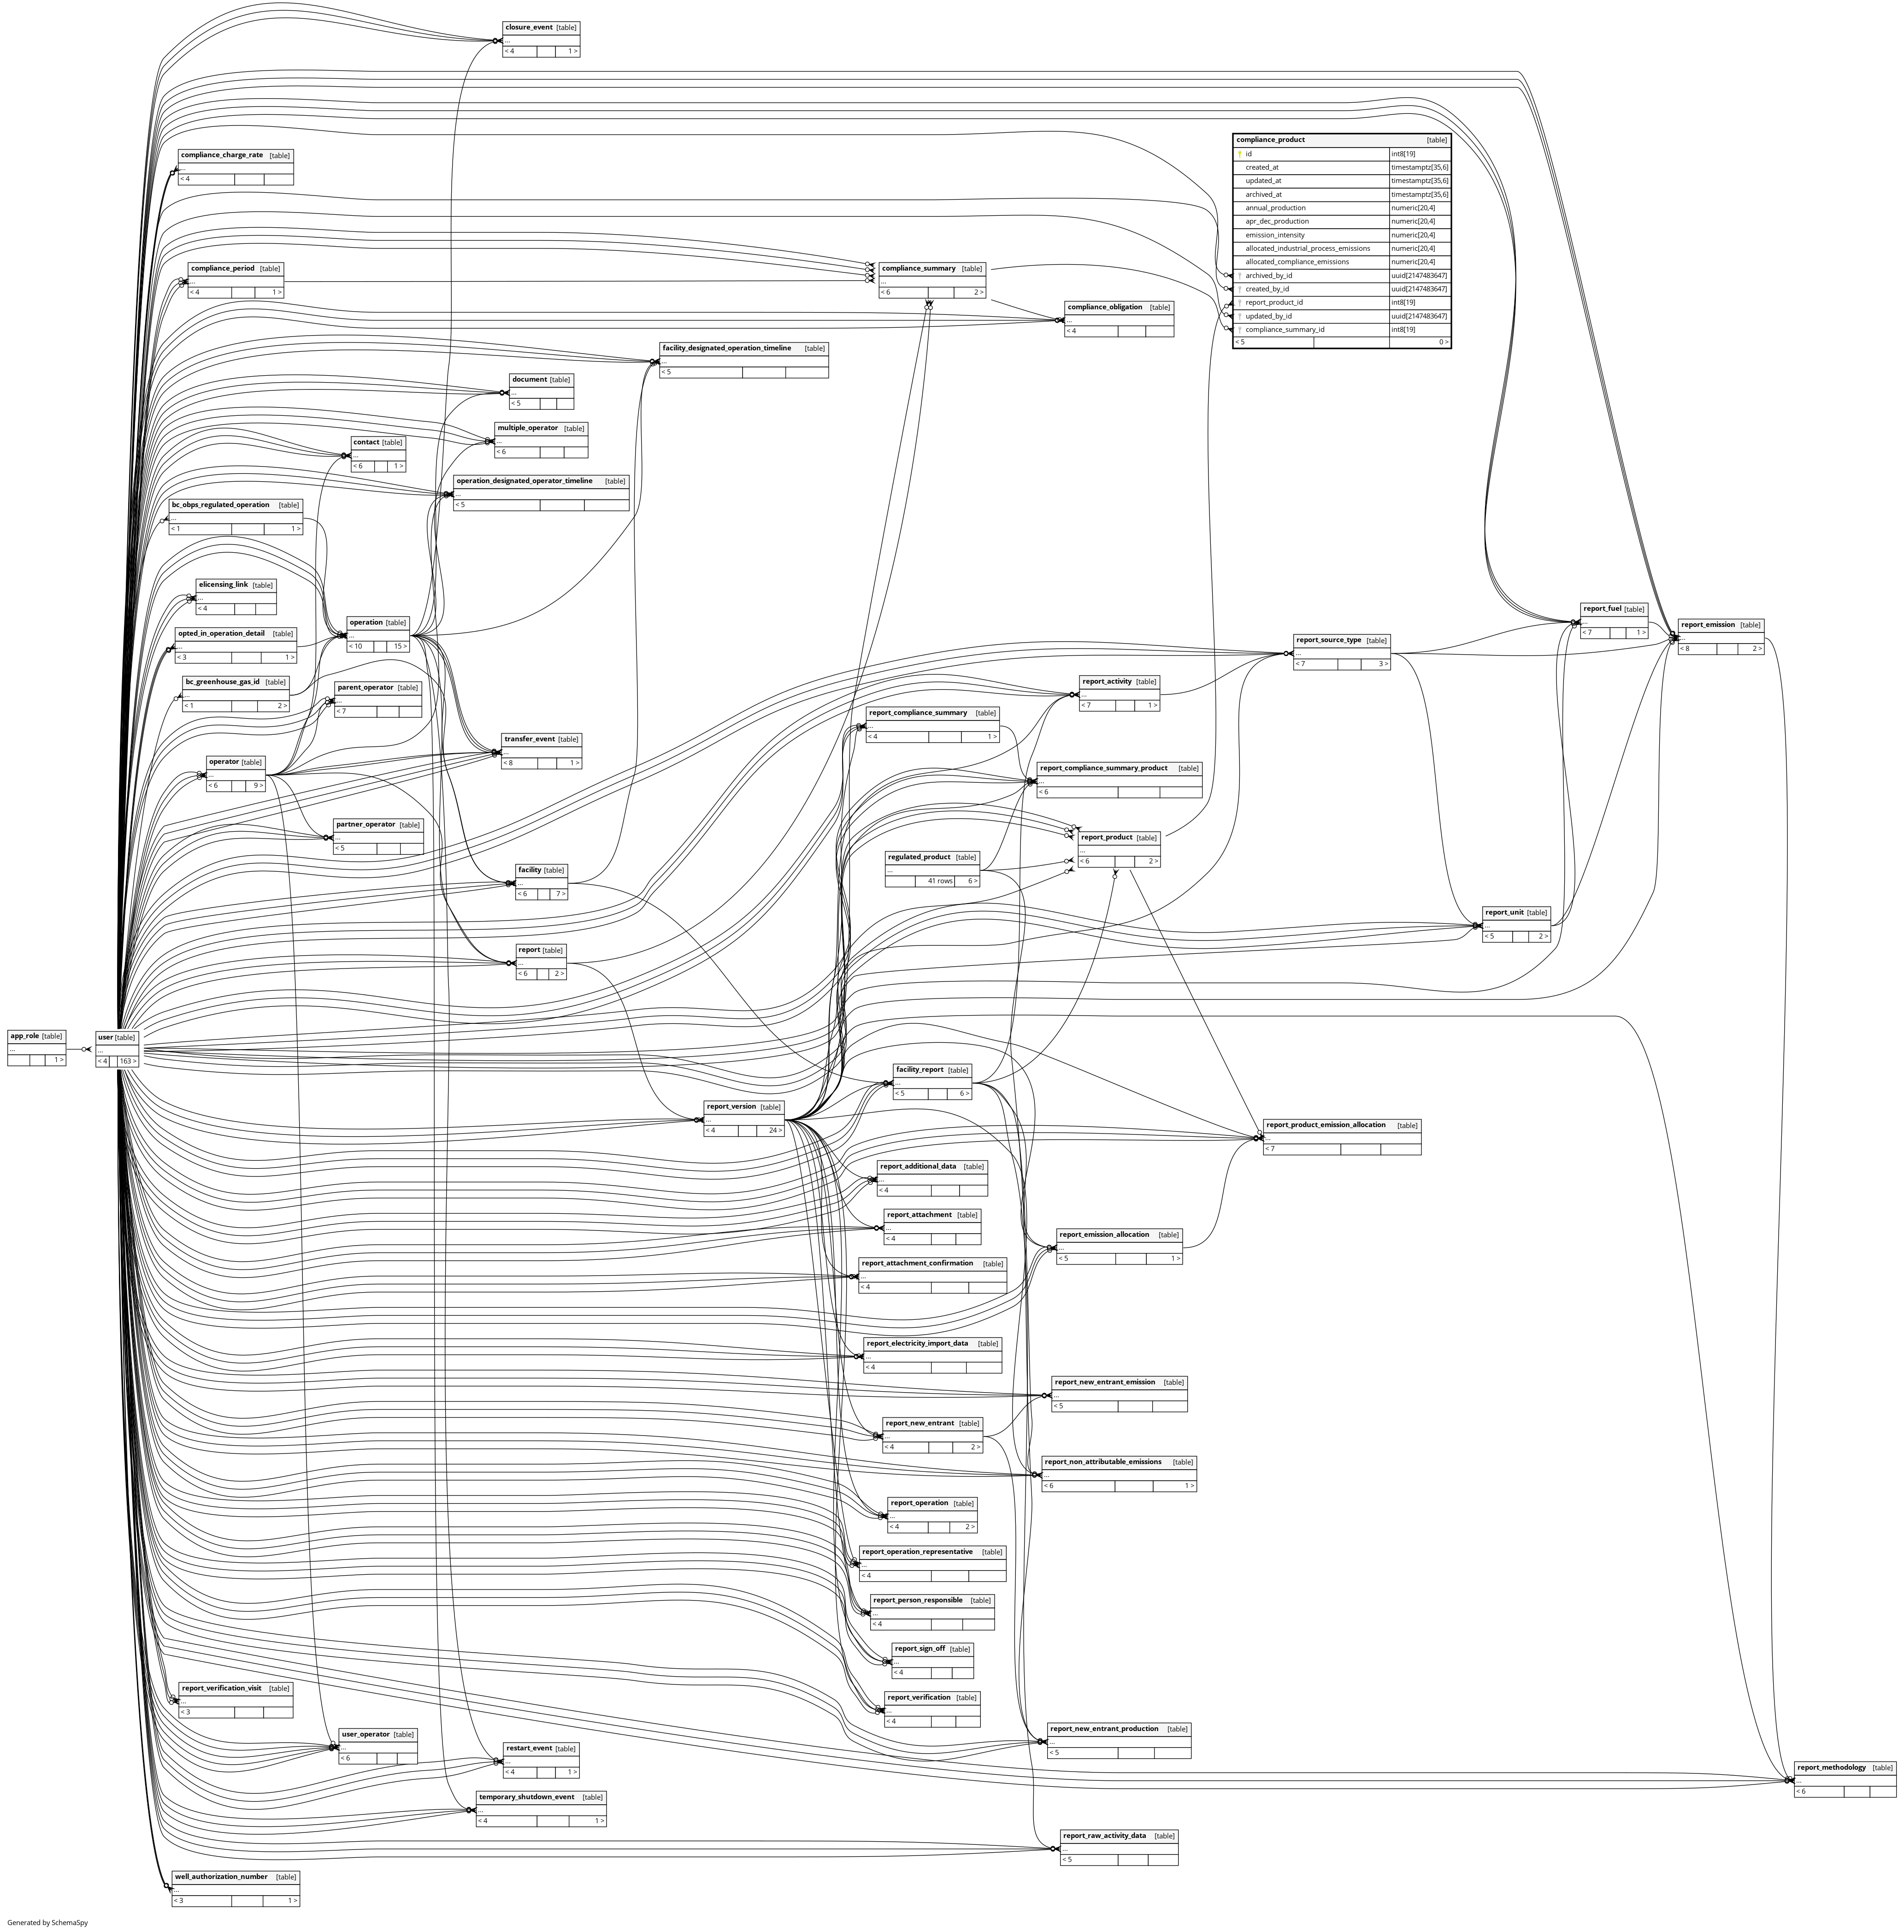 closure_event [table]
...
< 4 1 >
compliance_product [table]
id int8[19]
created_at timestamptz[35,6]
updated_at timestamptz[35,6]
archived_at timestamptz[35,6]
annual_production numeric[20,4]
apr_dec_production numeric[20,4]
emission_intensity numeric[20,4]
allocated_industrial_process_emissions numeric[20,4]
allocated_compliance_emissions numeric[20,4]
archived_by_id uuid[2147483647]
created_by_id uuid[2147483647]
report_product_id int8[19]
updated_by_id uuid[2147483647]
compliance_summary_id int8[19]
< 5 0 >
compliance_charge_rate [table]
...
< 4
compliance_period [table]
...
< 4 1 >
compliance_summary [table]
...
< 6 2 >
compliance_obligation [table]
...
< 4
facility_designated_operation_timeline [table]
...
< 5
document [table]
...
< 5
multiple_operator [table]
...
< 6
contact [table]
...
< 6 1 >
operation_designated_operator_timeline [table]
...
< 5
bc_obps_regulated_operation [table]
...
< 1 1 >
elicensing_link [table]
...
< 4
operation [table]
...
< 10 15 >
opted_in_operation_detail [table]
...
< 3 1 >
bc_greenhouse_gas_id [table]
...
< 1 2 >
parent_operator [table]
...
< 7
report_fuel [table]
...
< 7 1 >
report_emission [table]
...
< 8 2 >
report_source_type [table]
...
< 7 3 >
report_activity [table]
...
< 7 1 >
report_compliance_summary [table]
...
< 4 1 >
transfer_event [table]
...
< 8 1 >
operator [table]
...
< 6 9 >
report_compliance_summary_product [table]
...
< 6
partner_operator [table]
...
< 5
report_product [table]
...
< 6 2 >
regulated_product [table]
...
41 rows 6 >
facility [table]
...
< 6 7 >
report_unit [table]
...
< 5 2 >
report [table]
...
< 6 2 >
app_role [table]
...
1 >
user [table]
...
< 4 163 >
facility_report [table]
...
< 5 6 >
report_version [table]
...
< 4 24 >
report_product_emission_allocation [table]
...
< 7
report_additional_data [table]
...
< 4
report_attachment [table]
...
< 4
report_emission_allocation [table]
...
< 5 1 >
report_attachment_confirmation [table]
...
< 4
report_electricity_import_data [table]
...
< 4
report_new_entrant_emission [table]
...
< 5
report_new_entrant [table]
...
< 4 2 >
report_non_attributable_emissions [table]
...
< 6 1 >
report_operation [table]
...
< 4 2 >
report_operation_representative [table]
...
< 4
report_person_responsible [table]
...
< 4
report_sign_off [table]
...
< 4
report_verification_visit [table]
...
< 3
report_verification [table]
...
< 4
user_operator [table]
...
< 6
report_new_entrant_production [table]
...
< 5
restart_event [table]
...
< 4 1 >
report_methodology [table]
...
< 6
temporary_shutdown_event [table]
...
< 4 1 >
report_raw_activity_data [table]
...
< 5
well_authorization_number [table]
...
< 3 1 >
Generated by SchemaSpy